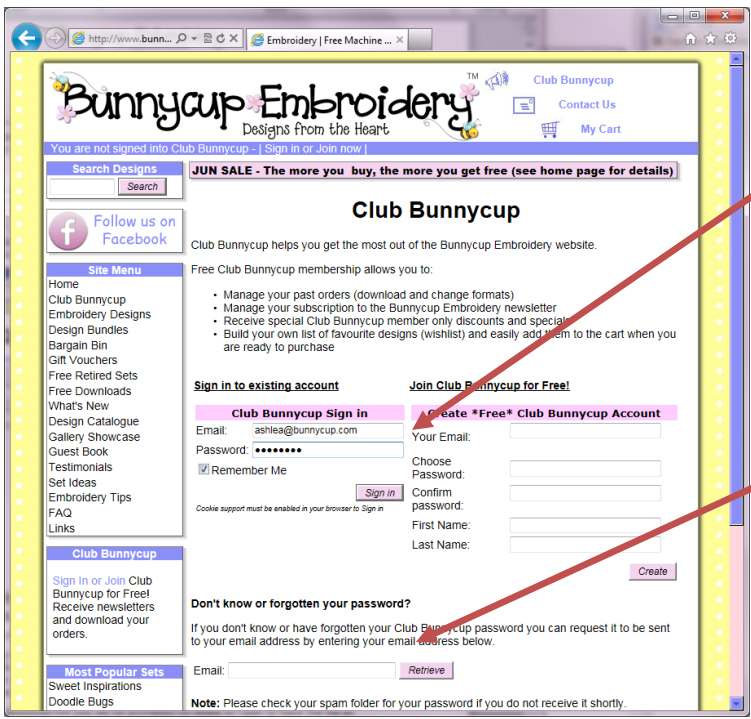 http://www.bunn...
Embroidery | Free Machine ...
Bunnycup Embroidery
TM
Designs from the Heart
Club Bunnycup
Contact Us
My Cart
You are not signed into Club Bunnycup - | Sign in or Join now |
Search Designs
Search
Follow us on
Facebook
Site Menu
Home
Club Bunnycup
Embroidery Designs
Design Bundles
Bargain Bin
Gift Vouchers
Free Retired Sets
Free Downloads
What's New
Design Catalogue
Gallery Showcase
Guest Book
Testimonials
Set Ideas
Embroidery Tips
FAQ
Links
Club Bunnycup
Sign In or Join Club
Bunnycup for Free!
Receive newsletters
and download your
orders.
Most Popular Sets
Sweet Inspirations
Doodle Bugs
JUN SALE - The more you buy, the more you get free (see home page for details)
Club Bunnycup
Club Bunnycup helps you get the most out of the Bunnycup Embroidery website.
Free Club Bunnycup membership allows you to:
• Manage your past orders (download and change formats)
• Manage your subscription to the Bunnycup Embroidery newsletter
• Receive special Club Bunnycup member only discounts and specials
• Build your own list of favourite designs (wishlist) and easily add them to the cart when you
are ready to purchase
Sign in to existing account
Club Bunnycup Sign in
Email: ashlea@bunnycup.com
Password: ••••••••
Remember Me
Sign in
Cookie support must be enabled in your browser to Sign in
Join Club Bunnycup for Free!
Create *Free* Club Bunnycup Account
Your Email:
Choose
Password:
Confirm
password:
First Name:
Last Name:
Create
Don't know or forgotten your password?
If you don't know or have forgotten your Club Bunnycup password you can request it to be sent
to your email address by entering your email address below.
Email:
Retrieve
Note: Please check your spam folder for your password if you do not receive it shortly.